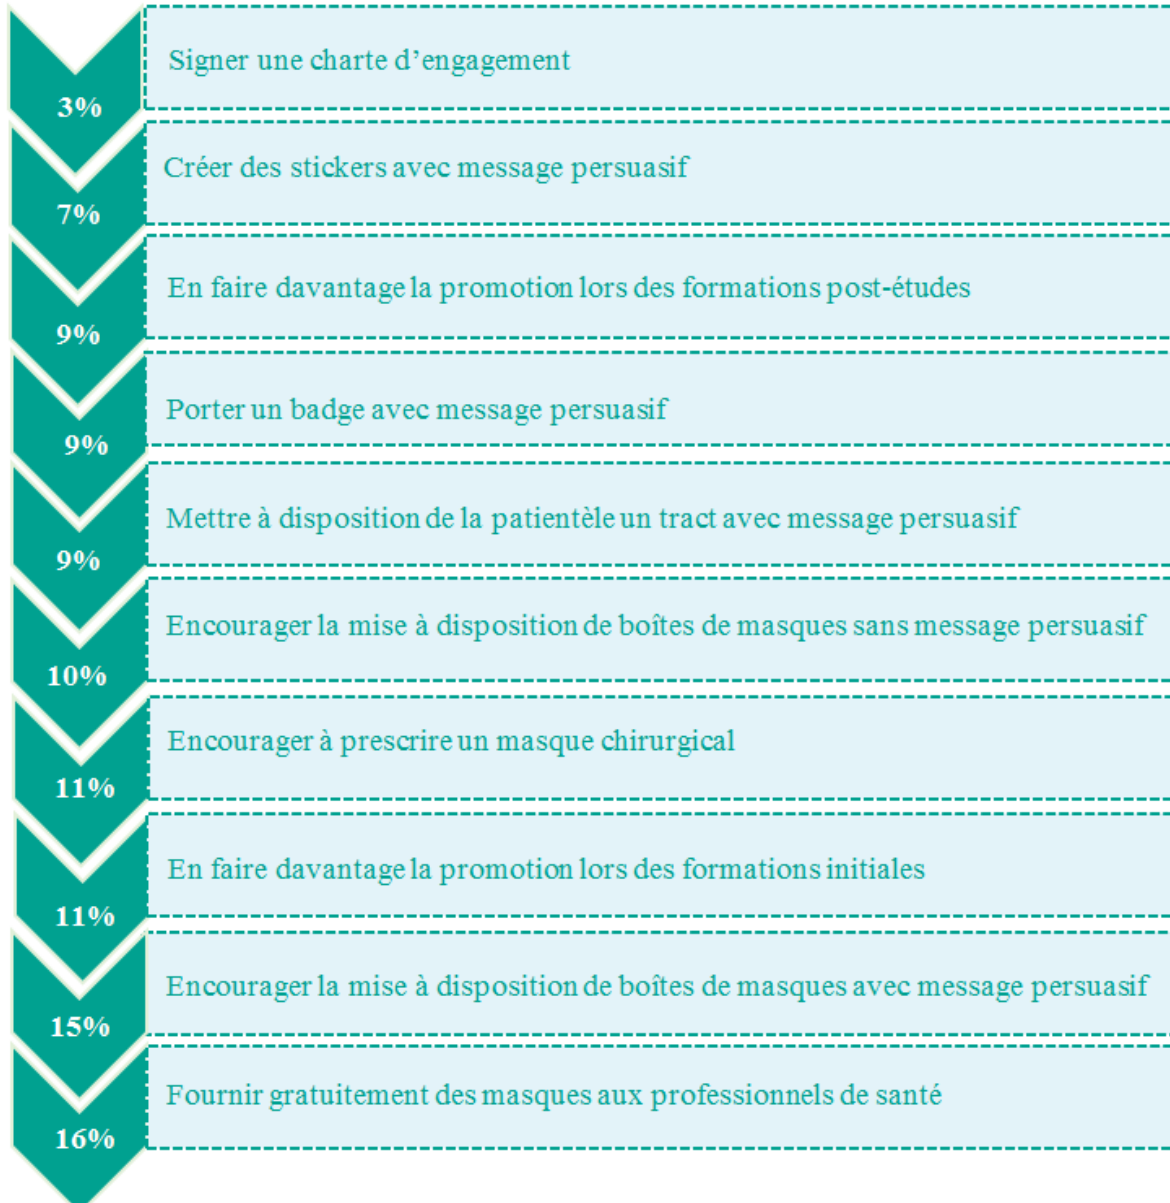 Signer une charte d’engagement
3%
Créer des stickers avec message persuasif
7%
En faire davantage la promotion lors des formations post-études
9%
Porter un badge avec message persuasif
9%
Mettre à disposition de la patientèle un tract avec message persuasif
9%
Encourager la mise à disposition de boîtes de masques sans message persuasif
10%
Encourager à prescrire un masque chirurgical
11%
En faire davantage la promotion lors des formations initiales
11%
Encourager la mise à disposition de boîtes de masques avec message persuasif
15%
Fournir gratuitement des masques aux professionnels de santé
16%